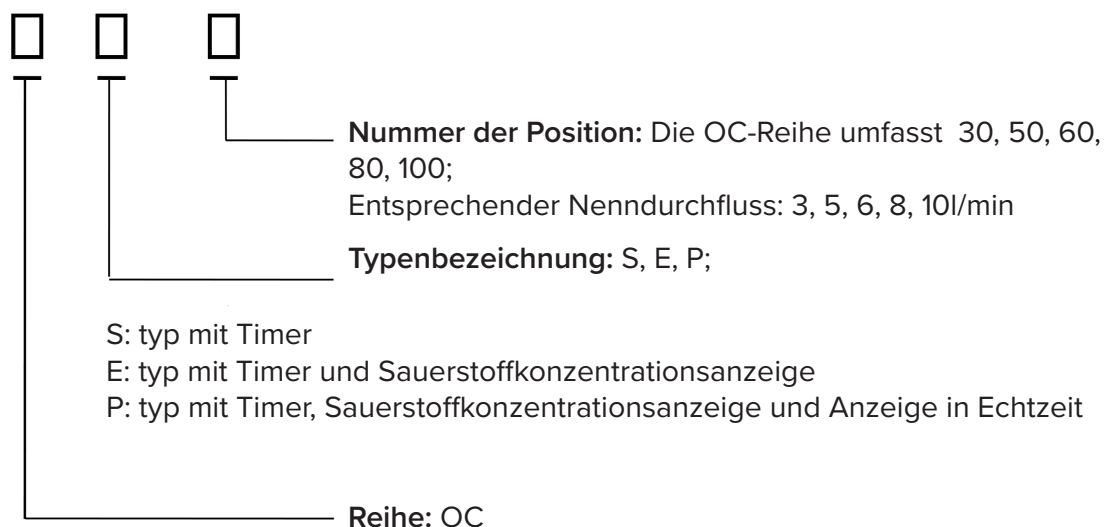 Nummer der Position: Die OC-Reihe umfasst  30, 50, 60,
80, 100;
Entsprechender Nenndurchfluss: 3, 5, 6, 8, 10l/min
Typenbezeichnung: S, E, P;
S: typ mit Timer
E: typ mit Timer und Sauerstoffkonzentrationsanzeige
P: typ mit Timer, Sauerstoffkonzentrationsanzeige und Anzeige in Echtzeit
Reihe: OC